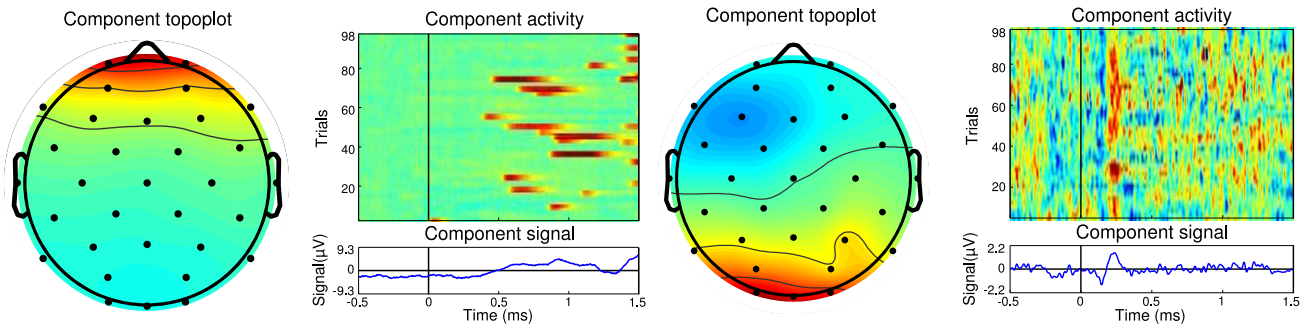 Component topoplot
Component activity
Trials
98
80
60
40
20
Component signal
Signal(µV)
9.3
0
-9.3
-0.5 0 0.5 1 1.5
Time (ms)
Component topoplot
Component activity
Trials
98
80
60
40
20
Component signal
Signal(µV)
2.2
0
-2.2
-0.5 0 0.5 1 1.5
Time (ms)